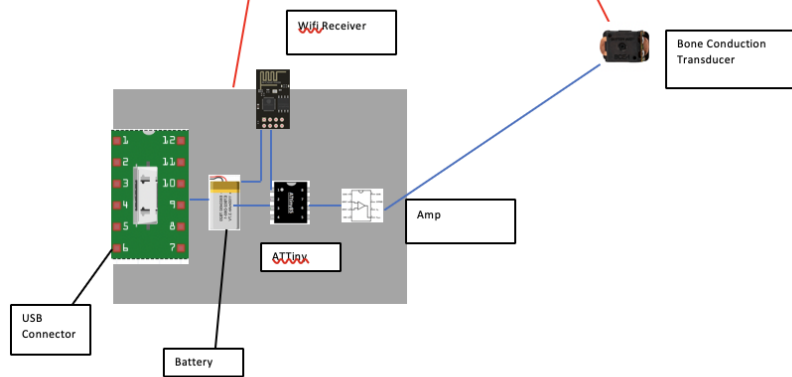 Wifi Receiver
Bone Conduction
Transducer
1 12
2 11
3 10
4 9
5 8
6 7
Amp
ATTiny
USB
Connector
Battery